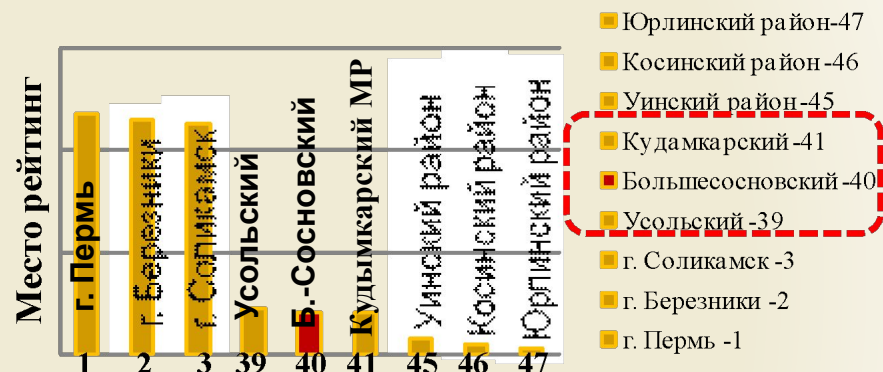 Место рейтинг
г. Пермь
г. Березники
г. Соликамск
Усольский
Б.-Сосновский
Кудымкарский МР
Уинский район
Косинский район
Юрлинский район
1 2 3 39 40 41 45 46 47
Юрлинский район-47
Косинский район -46
Уинский район-45
Кудамкарский -41
Большесосновский -40
Усольский -39
г. Соликамск -3
г. Березники -2
г. Пермь -1